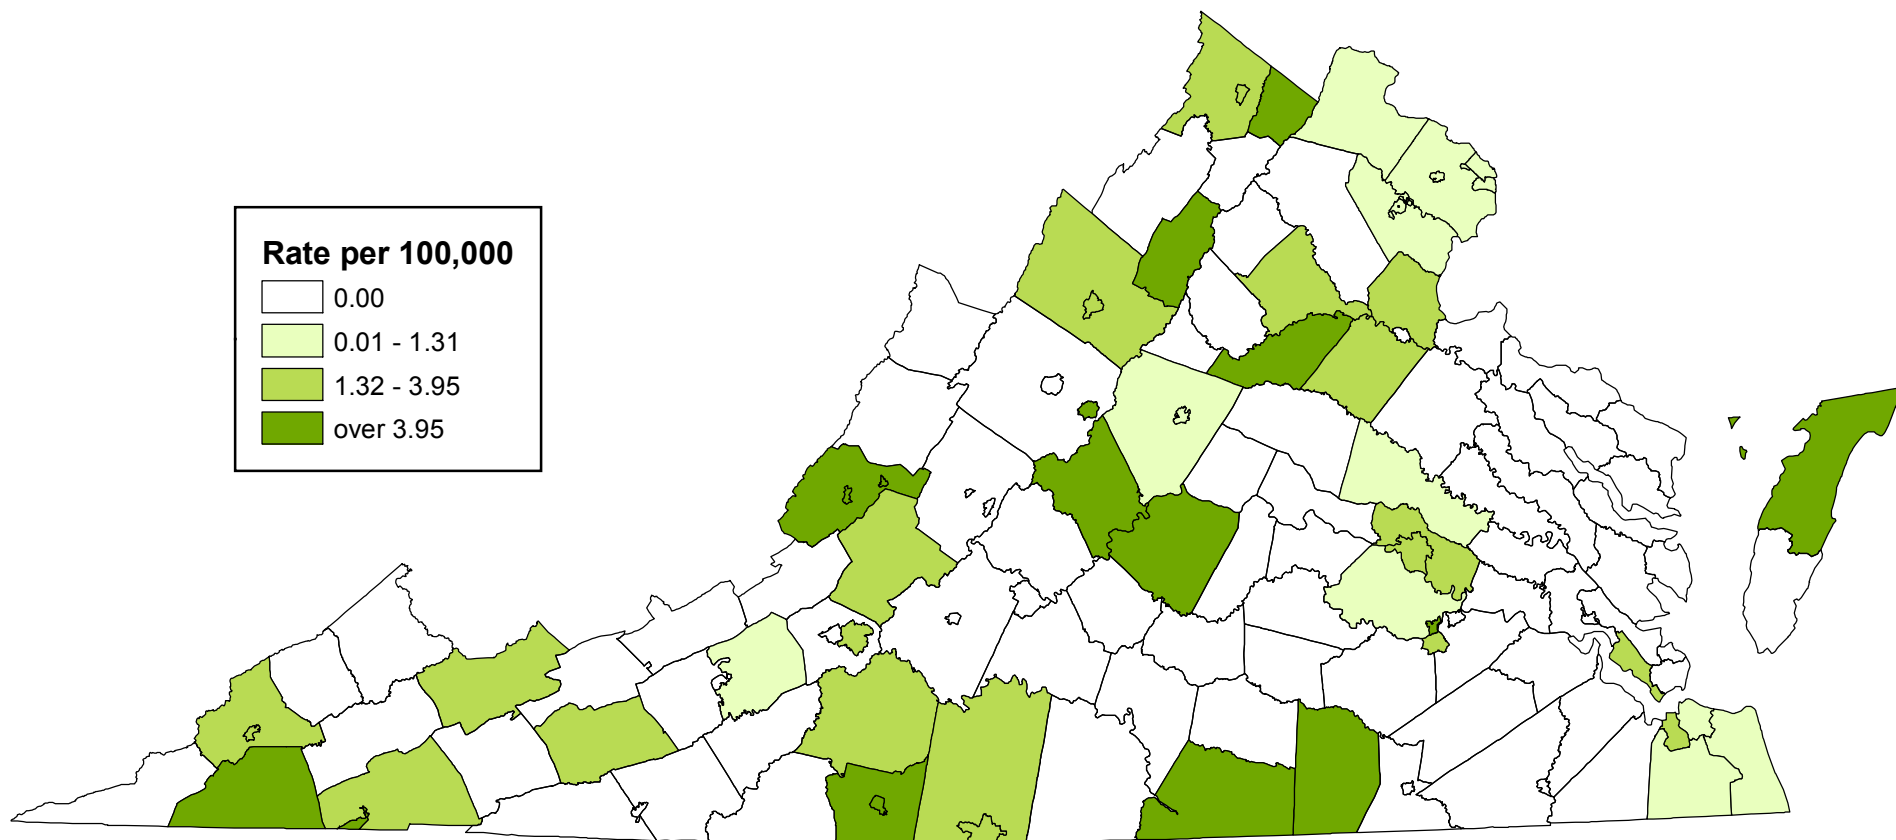 Rate per 100,000
0.00
0.01 - 1.31
1.32 - 3.95
over 3.95